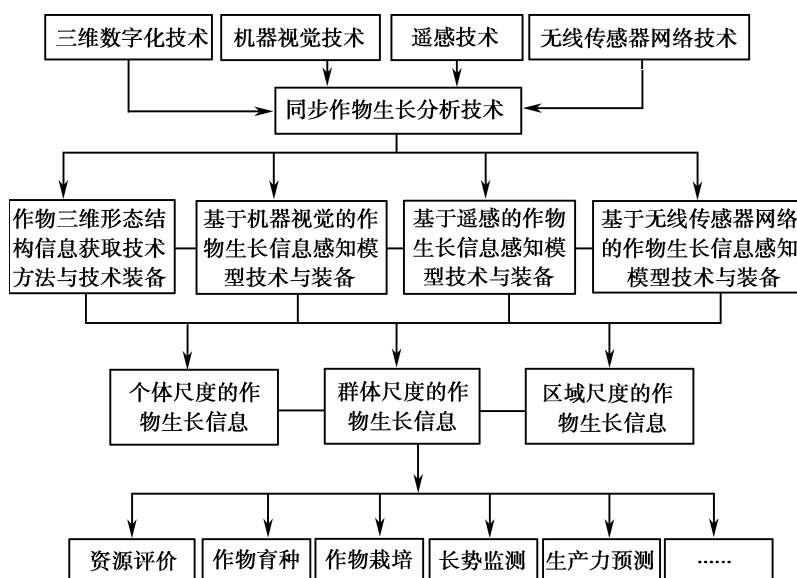 三维数字化技术
机器视觉技术
遥感技术
无线传感器网络技术
同步作物生长分析技术
作物三维形态结
构信息获取技术
方法与技术装备
基于机器视觉的作
物生长信息感知模
型技术与装备
基于遥感的作物
生长信息感知模
型技术与装备
基于无线传感器网络
的作物生长信息感知
模型技术与装备
个体尺度的作
物生长信息
群体尺度的作
物生长信息
区域尺度的作
物生长信息
资源评价
作物育种
作物栽培
长势监测
生产力预测
……